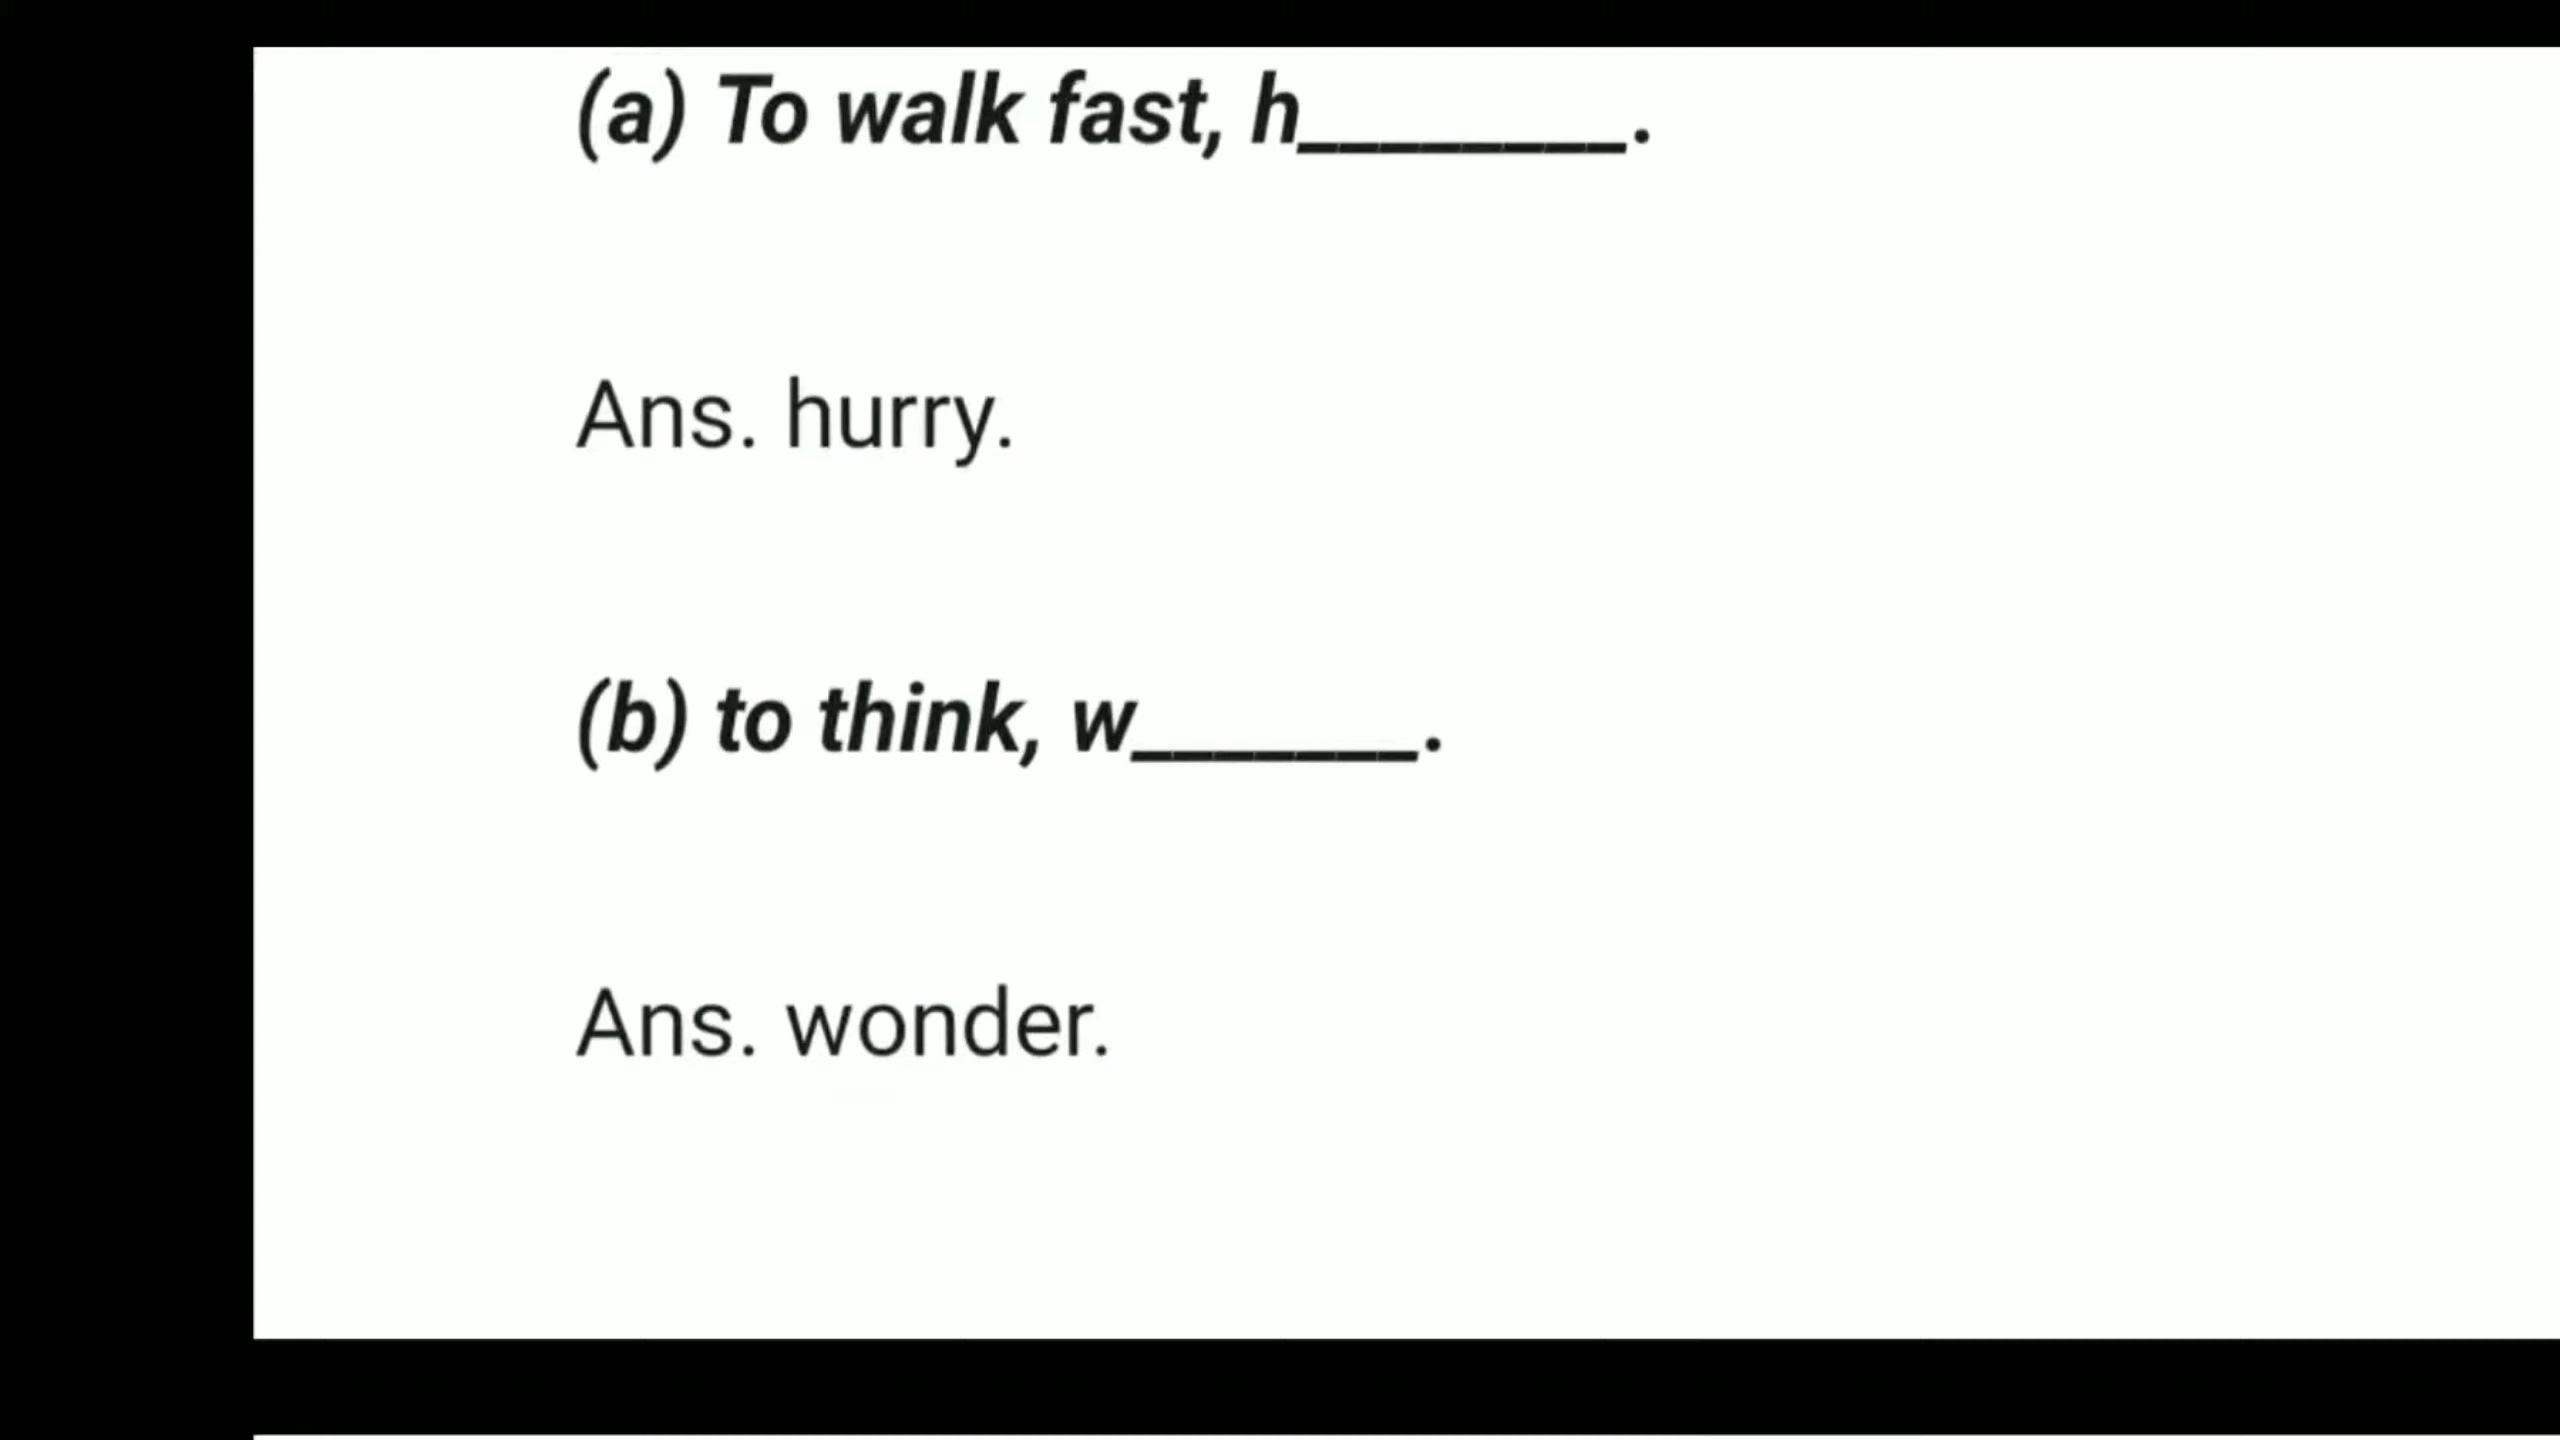 (a) To walk fast, h________.
Ans. hurry.
(b) to think, w_______.
Ans. wonder.